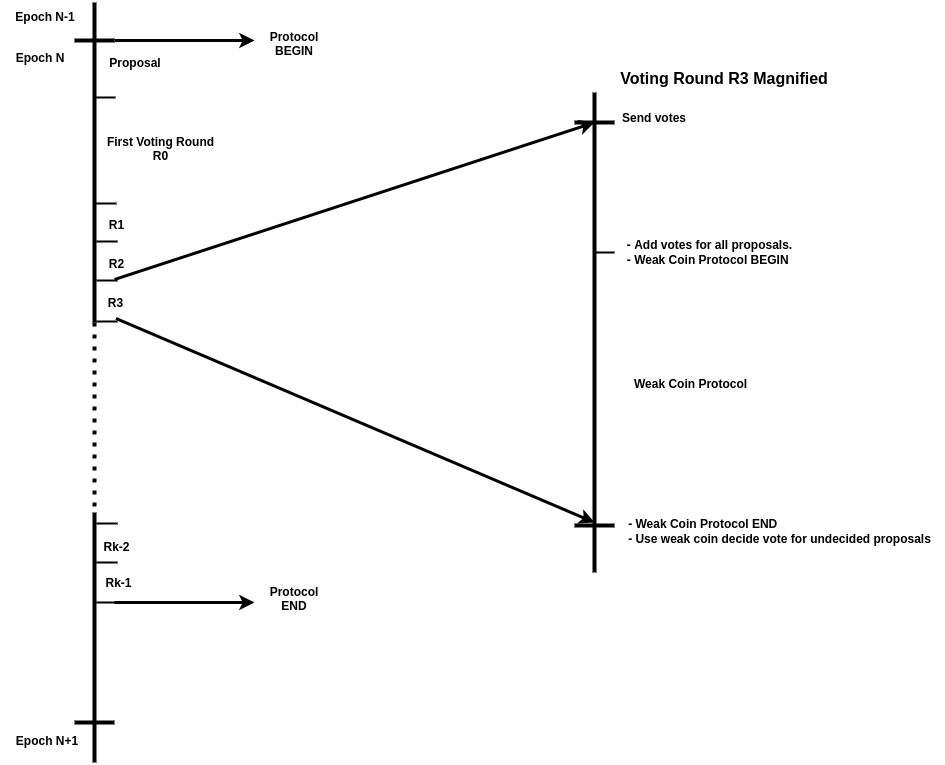 Epoch N-1
Protocol
BEGIN
Epoch N
Proposal
Voting Round R3 Magnified
Send votes
First Voting Round
R0
R1
- Add votes for all proposals.
- Weak Coin Protocol BEGIN
R2
R3
Weak Coin Protocol
- Weak Coin Protocol END
- Use weak coin decide vote for undecided proposals
Rk-2
Rk-1
Protocol
END
Epoch N+1